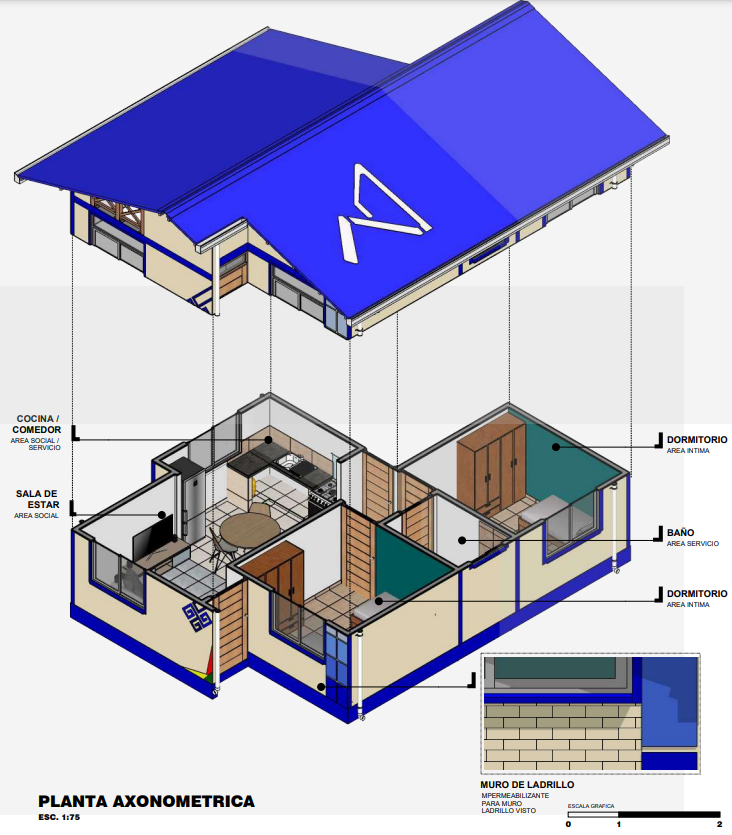 COCINA /
COMEDOR
AREA SOCIAL /
SERVICIO
SALA DE
ESTAR
AREA SOCIAL
DORMITORIO
AREA INTIMA
BAÑO
AREA SERVICIO
DORMITORIO
AREA INTIMA
MURO DE LADRILLO
MPERMEABILIZANTE
PARA MURO
LADRILLO VISTO
PLANTA AXONOMETRICA
ESC. 1:75
ESCALA GRAFICA
0 1 2